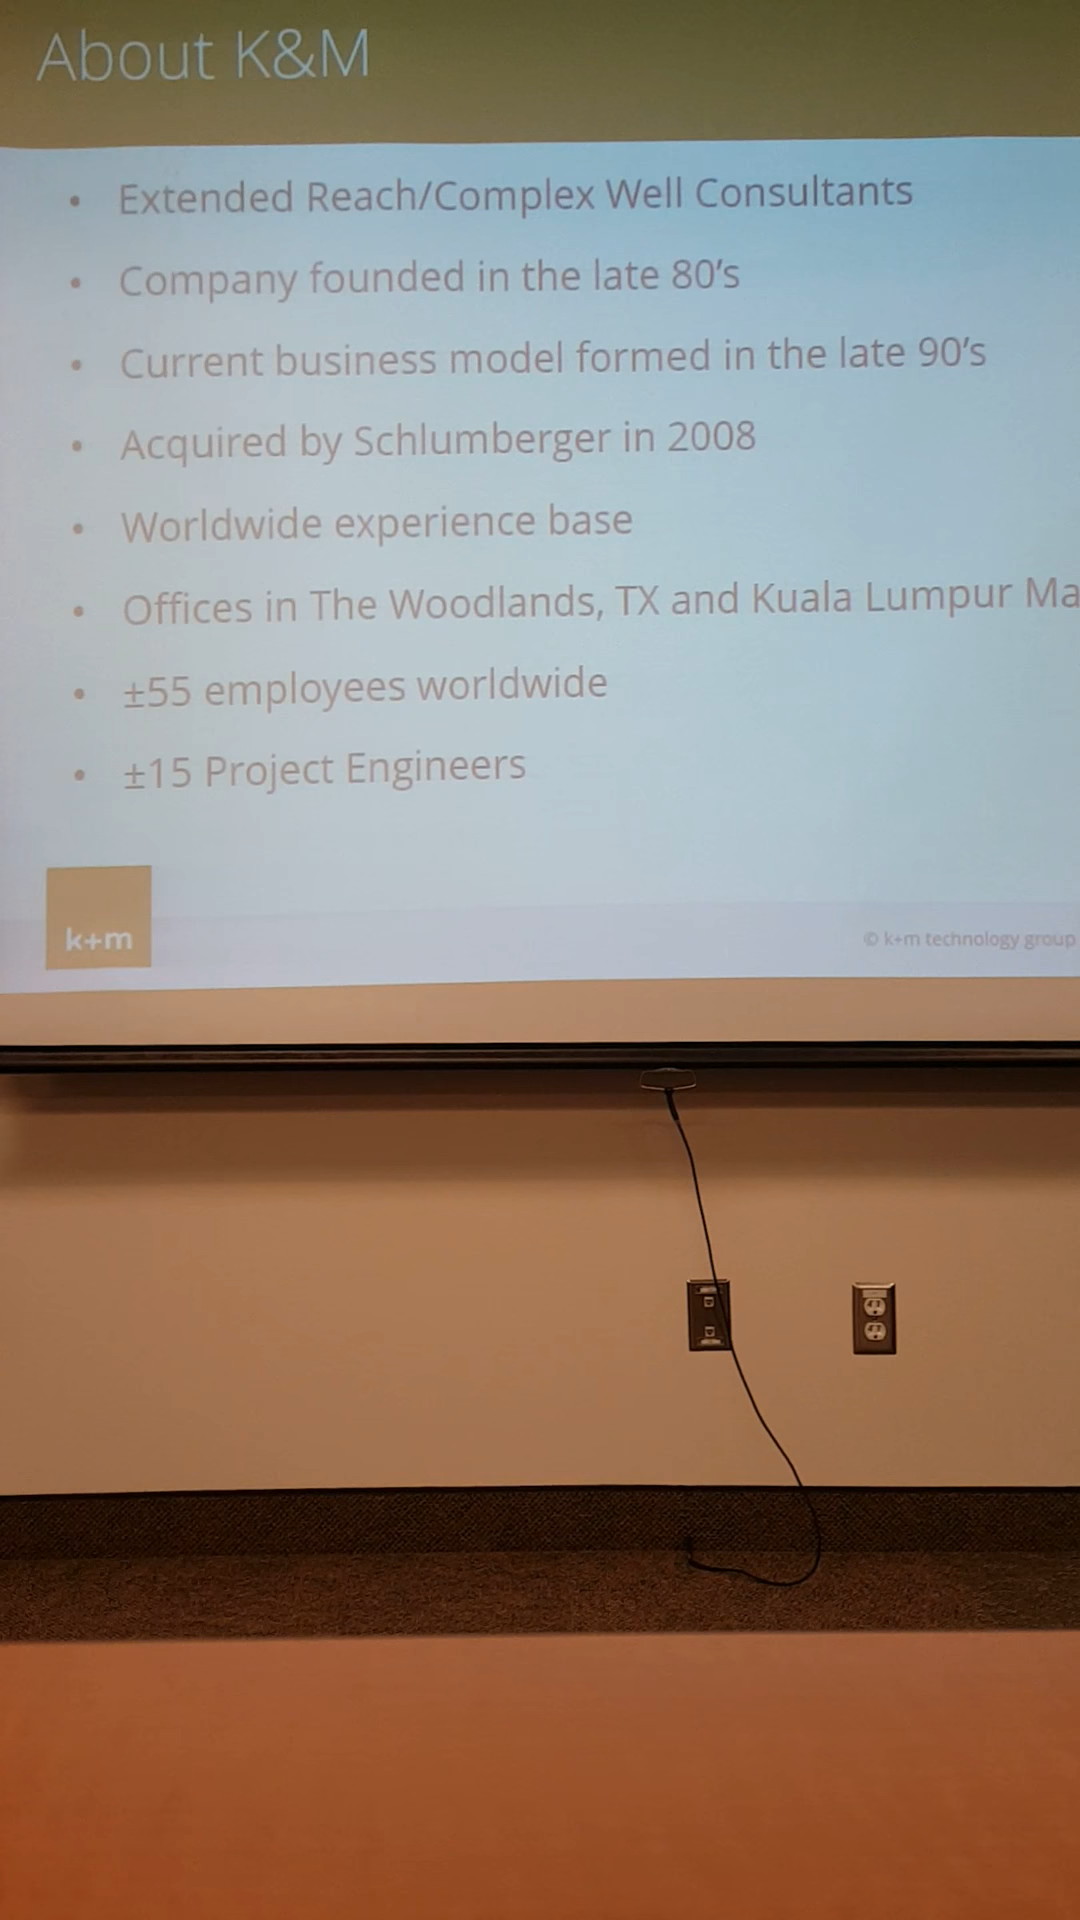 About K&M
• Extended Reach/Complex Well Consultants
• Company founded in the late 80's
• Current business model formed in the late 90's
• Acquired by Schlumberger in 2008
• Worldwide experience base
• Offices in The Woodlands, TX and Kuala Lumpur Ma
• ±55 employees worldwide
• ±15 Project Engineers
k+m
© k+m technology group